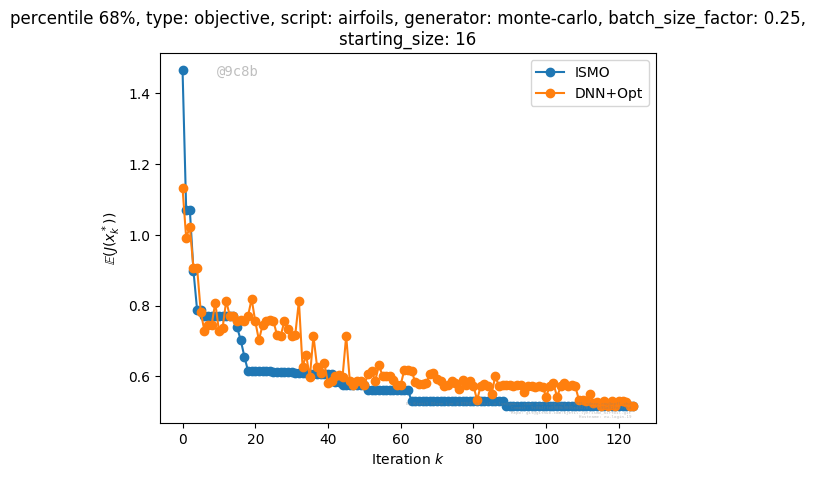 percentile 68%, type: objective, script: airfoils, generator: monte-carlo, batch_size_factor: 0.25,
starting_size: 16
@9c8b
ISMO
DNN+Opt
1.4
1.2
1.0
0.8
0.6
𝔼(J(x*ₖ))
0
20
40
60
80
100
120
Iteration k